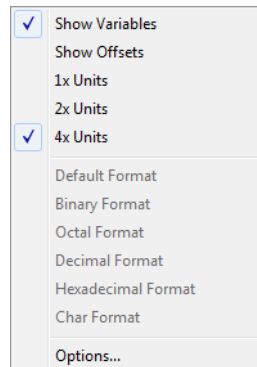 Show Variables
Show Offsets
1x Units
2x Units
4x Units
Default Format
Binary Format
Octal Format
Decimal Format
Hexadecimal Format
Char Format
Options...